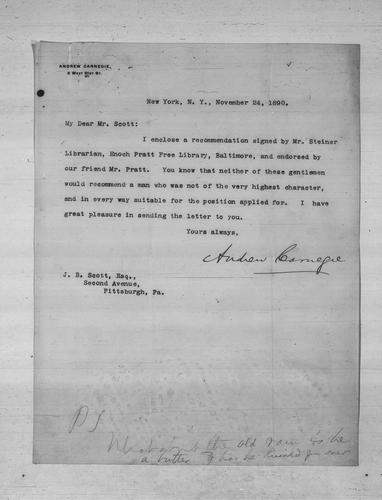 ANDREW CARNEGIE,
5 West 51st St.
New York, N. Y., November 24, 1890.
My Dear Mr. Scott:
I enclose a recommendation signed by Mr. Steiner
Librarian, Enoch Pratt Free Library, Baltimore, and endorsed by
our friend Mr. Pratt. You know that neither of these gentlemen
would recommend a man who was not of the very highest character,
and in every way suitable for the position applied for. I have
great pleasure in sending the letter to you.
Yours always,
Andrew Carnegie
J. B. Scott, Esq.,
Second Avenue,
Pittsburgh, Pa.
P S
the old
a